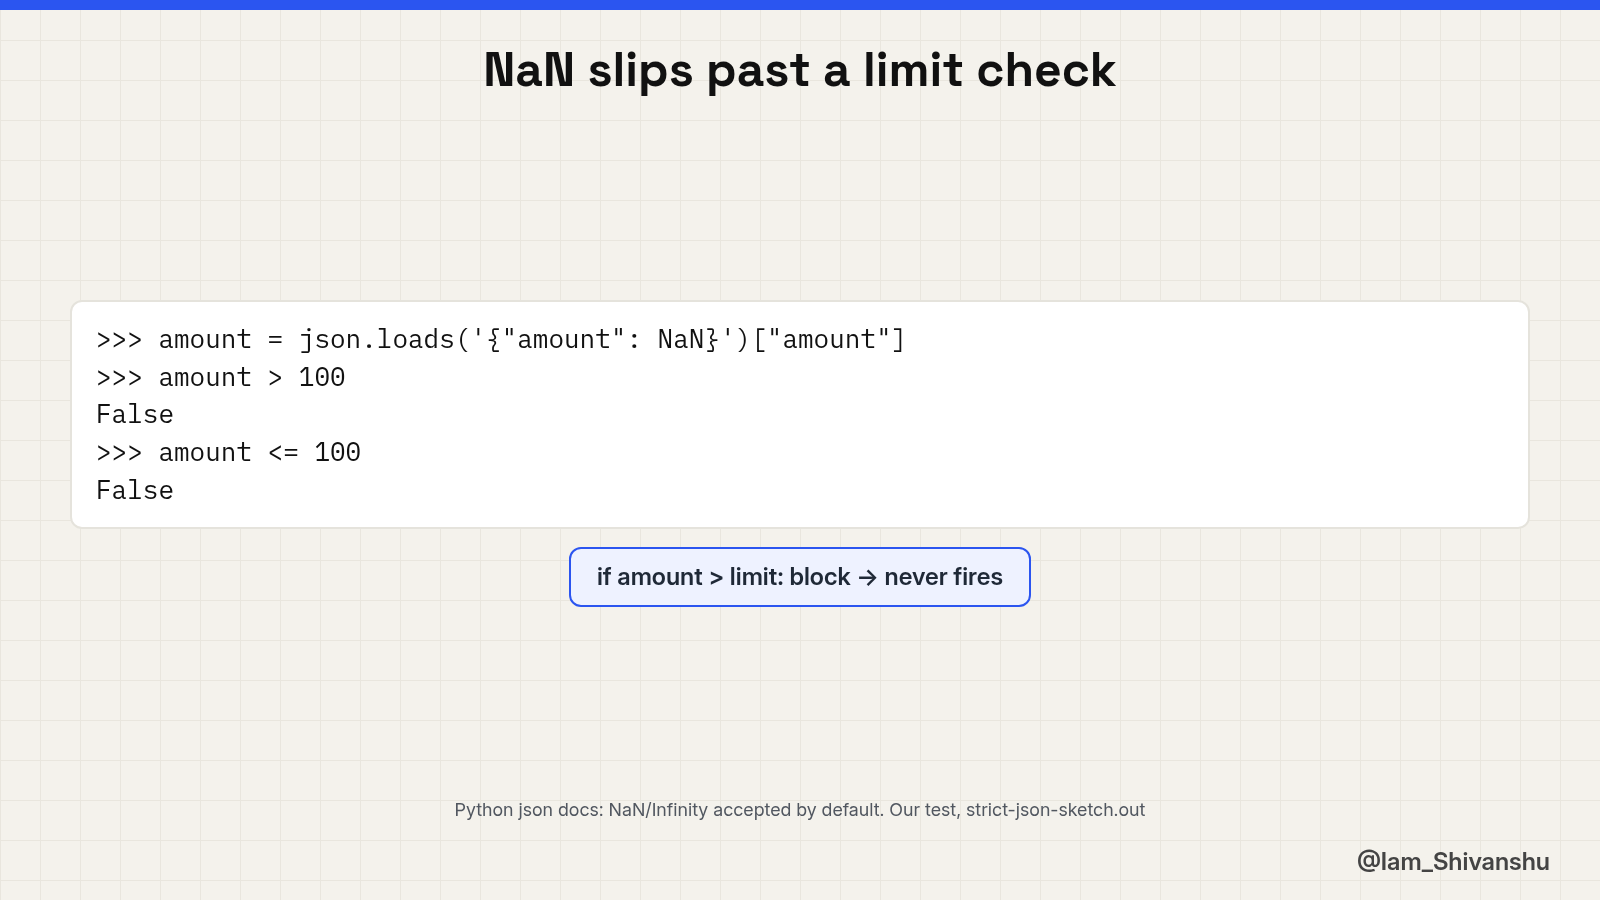 NaN slips past a limit check
>>> amount = json.loads('{"amount": NaN}')["amount"]
>>> amount > 100
False
>>> amount <= 100
False
if amount > limit: block → never fires
Python json docs: NaN/Infinity accepted by default. Our test, strict-json-sketch.out
@Iam_Shivanshu